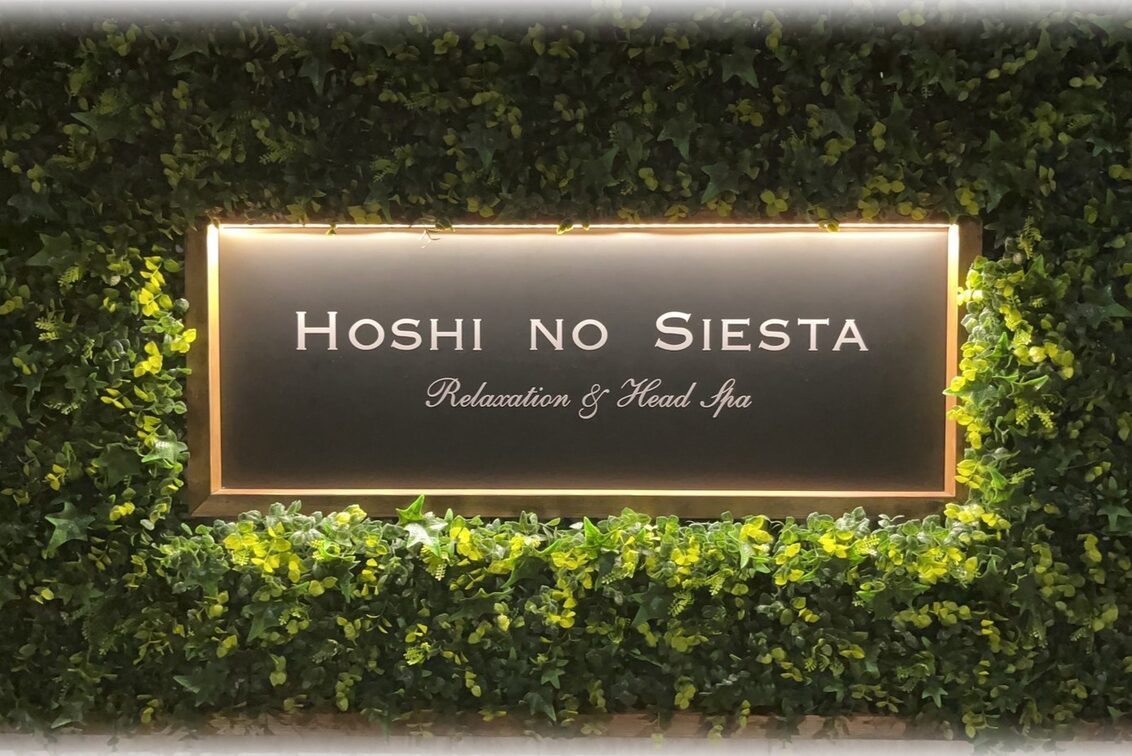 Hoshi no Siesta
Relaxation & Head Spa